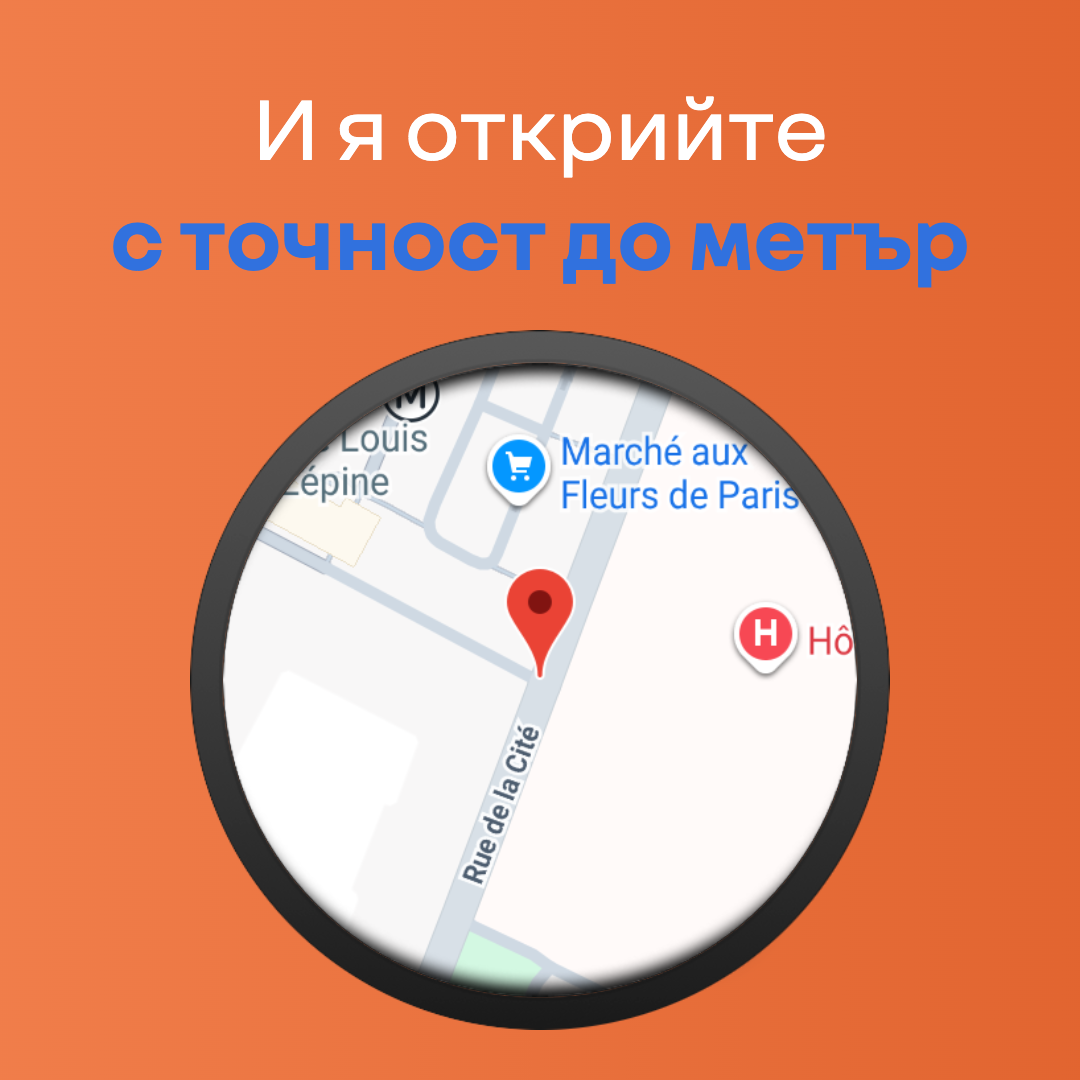 И я открийте
с точност до метър
M
Louis
Lépine
Marché aux
Fleurs de Paris
H
Hô
Rue de la Cité